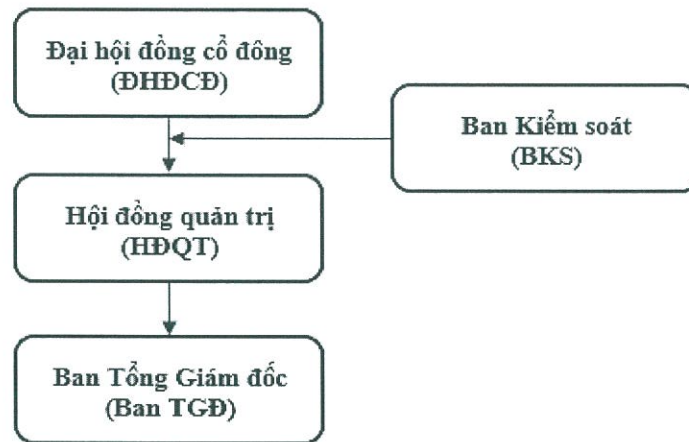 Đại hội đồng cổ đông
(ĐHĐCĐ)
Ban Kiểm soát
(BKS)
Hội đồng quản trị
(HĐQT)
Ban Tổng Giám đốc
(Ban TGĐ)